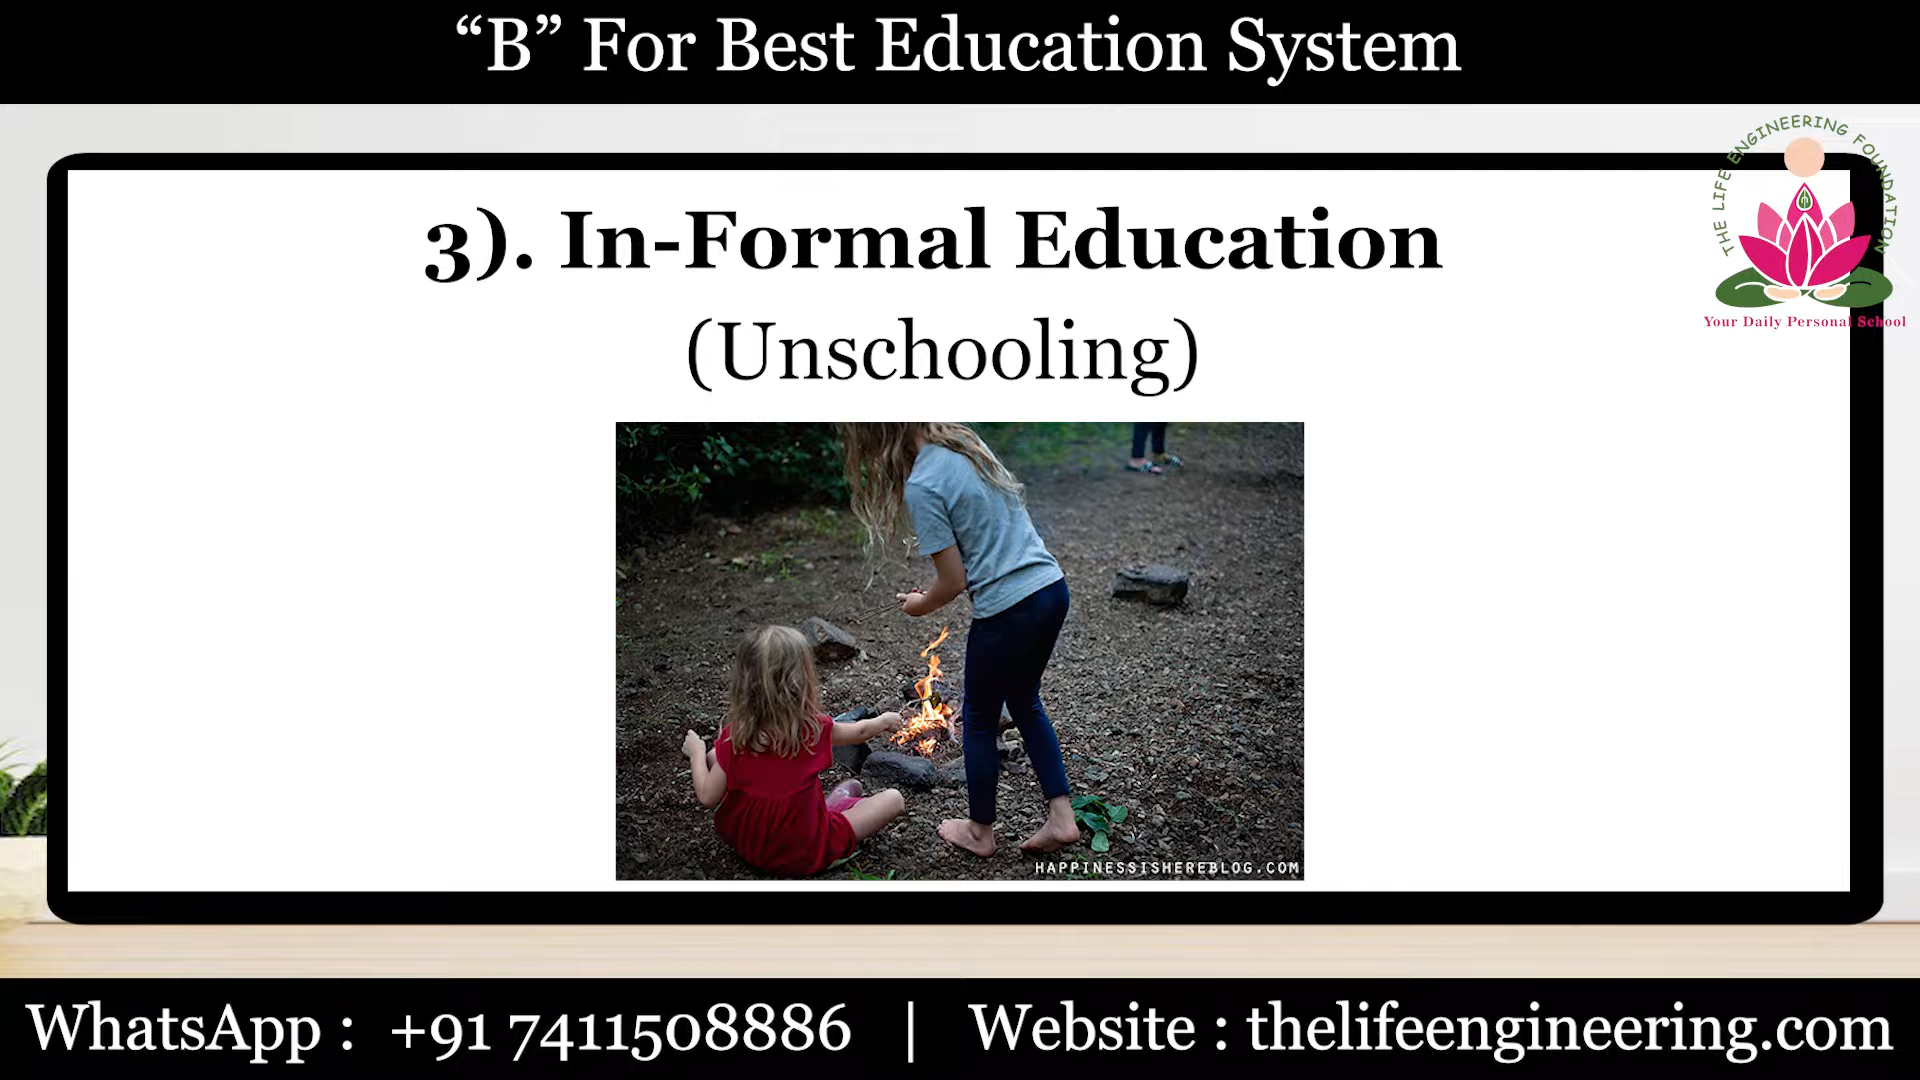 “B” For Best Education System
THE LIFE ENGINEERING FOUNDATION
Your Daily Personal School
3). In-Formal Education
(Unschooling)
HAPPINESSISHEREBLOG.COM
WhatsApp : +91 7411508886 | Website : thelifeengineering.com